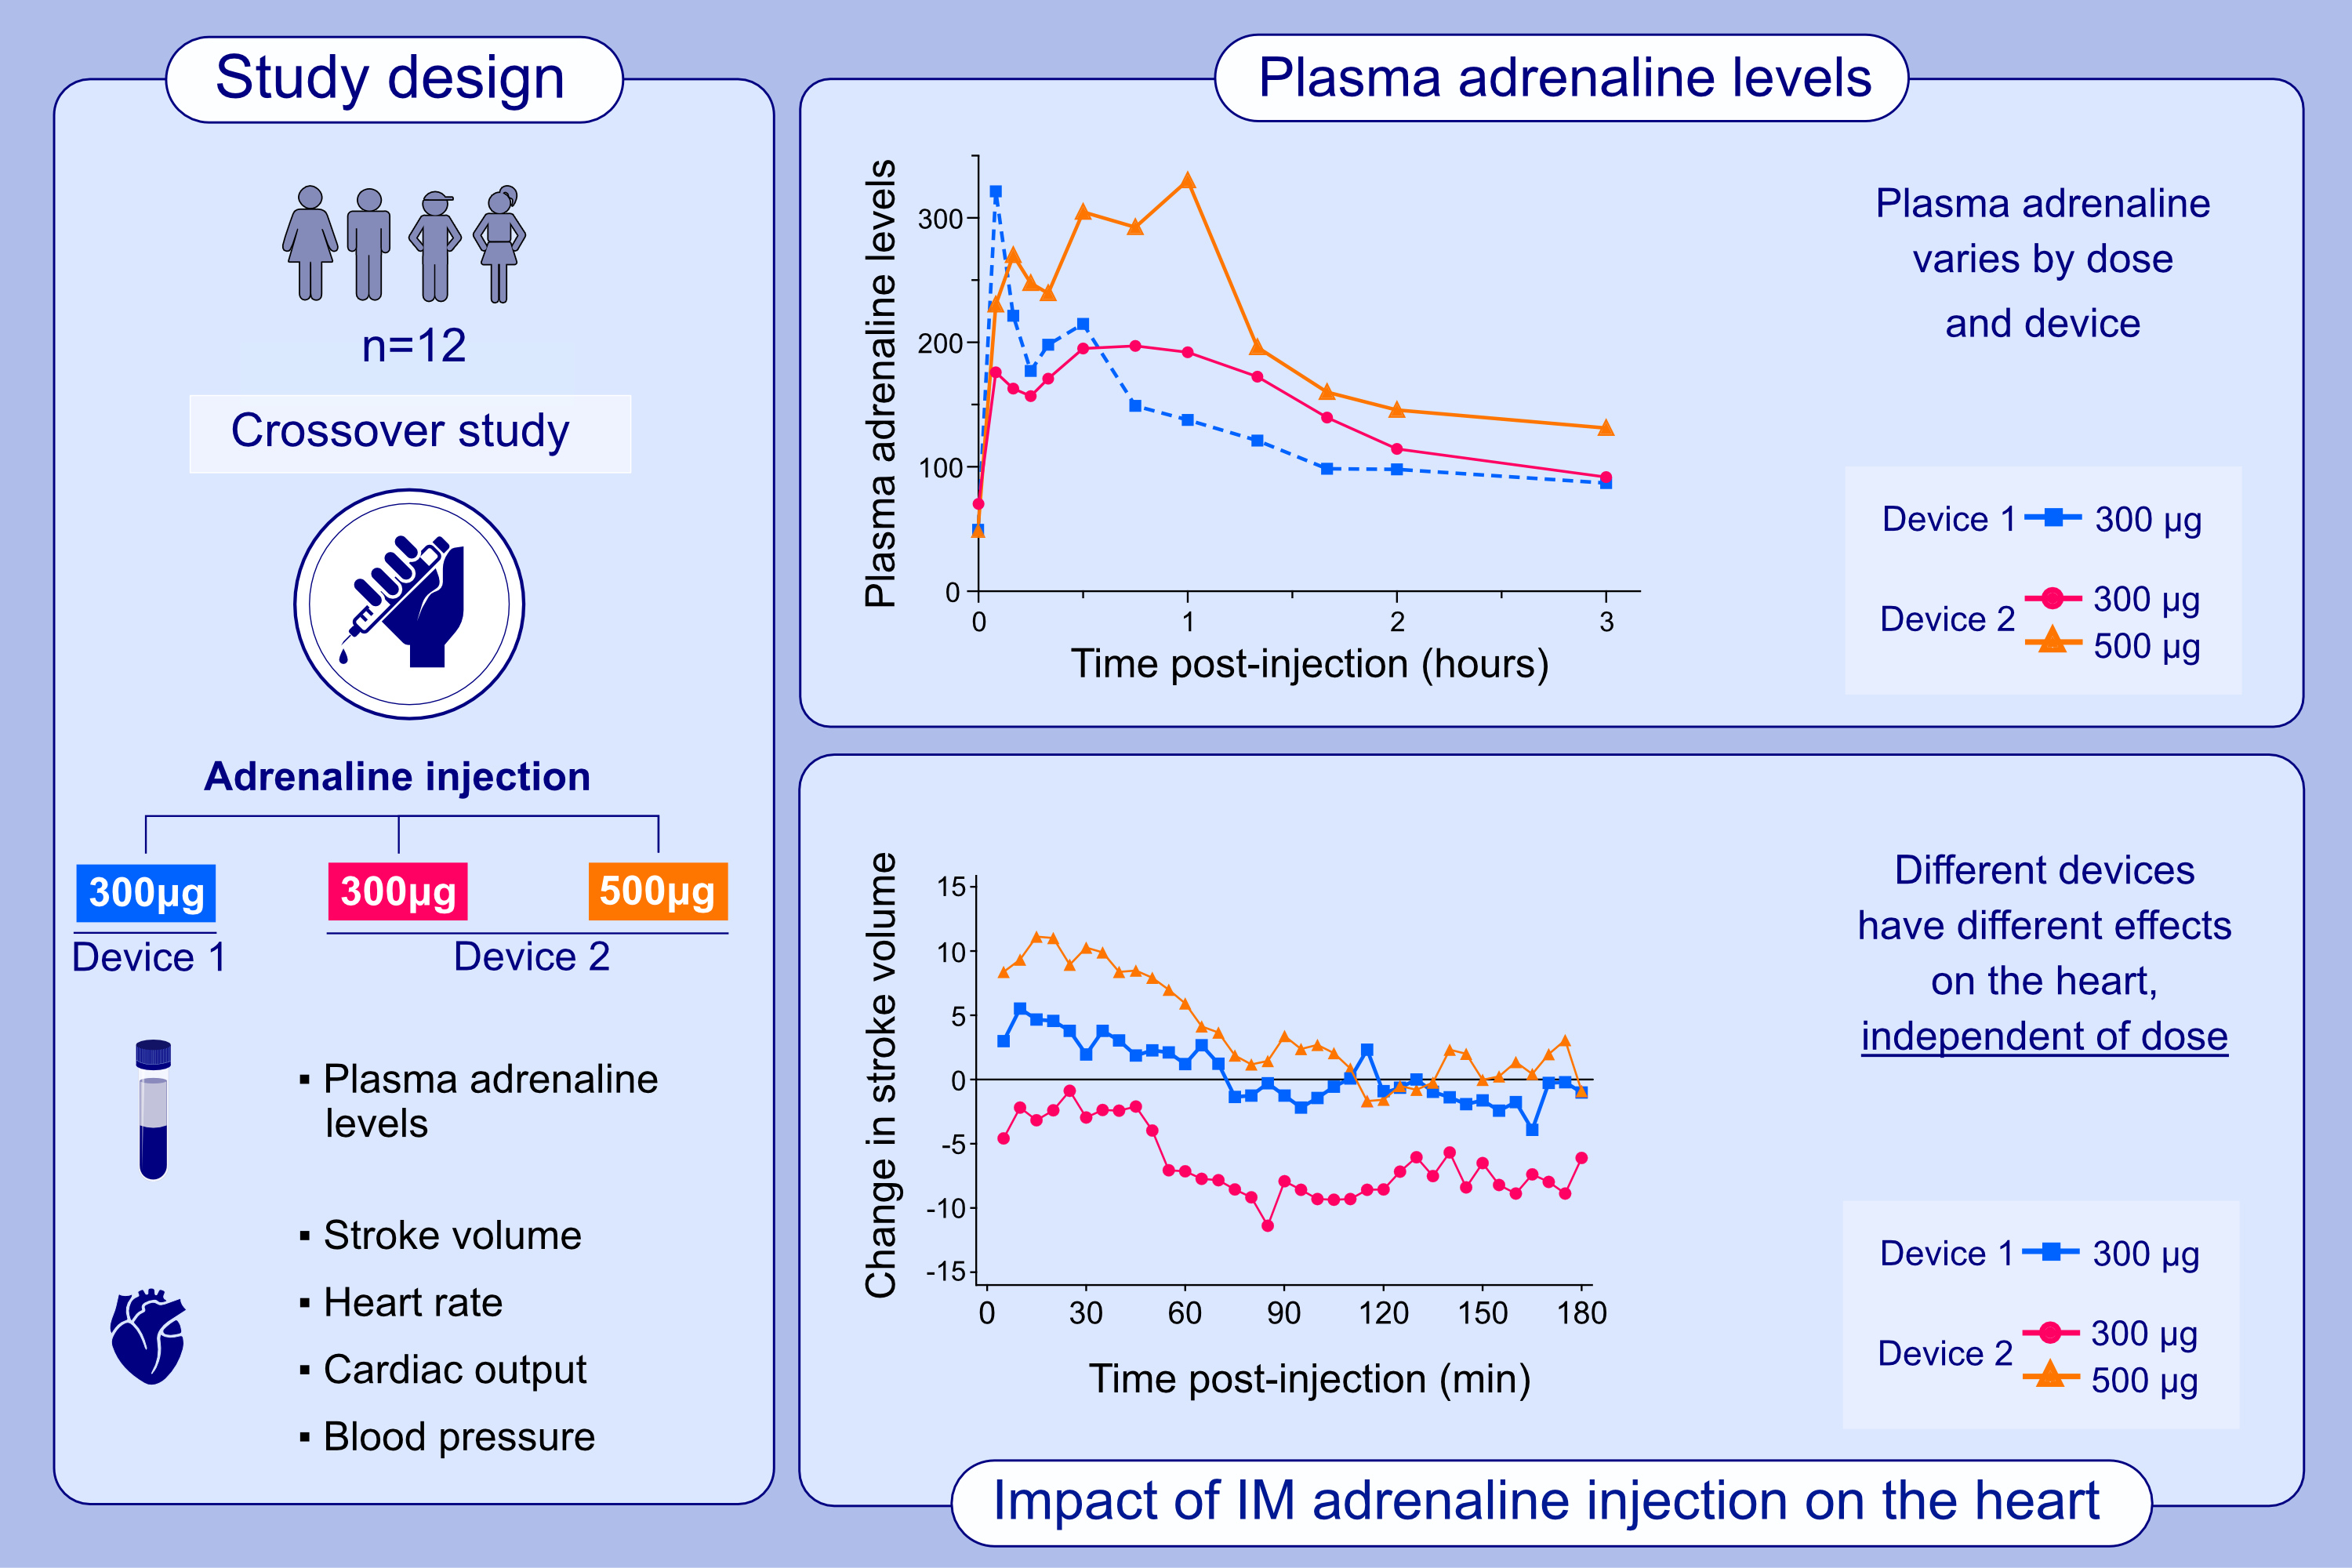 Study design
n=12
Crossover study
Adrenaline injection
300µg
300µg
500µg
Device 1
Device 2
▪ Plasma adrenaline
levels
▪ Stroke volume
▪ Heart rate
▪ Cardiac output
▪ Blood pressure
Plasma adrenaline levels
Plasma adrenaline levels
300
200
100
0
0
1
2
3
Time post-injection (hours)
Plasma adrenaline
varies by dose
and device
Device 1
300 µg
Device 2
300 µg
500 µg
Change in stroke volume
15
10
5
0
-5
-10
-15
0
30
60
90
120
150
180
Time post-injection (min)
Different devices
have different effects
on the heart,
independent of dose
Device 1
300 µg
Device 2
300 µg
500 µg
Impact of IM adrenaline injection on the heart